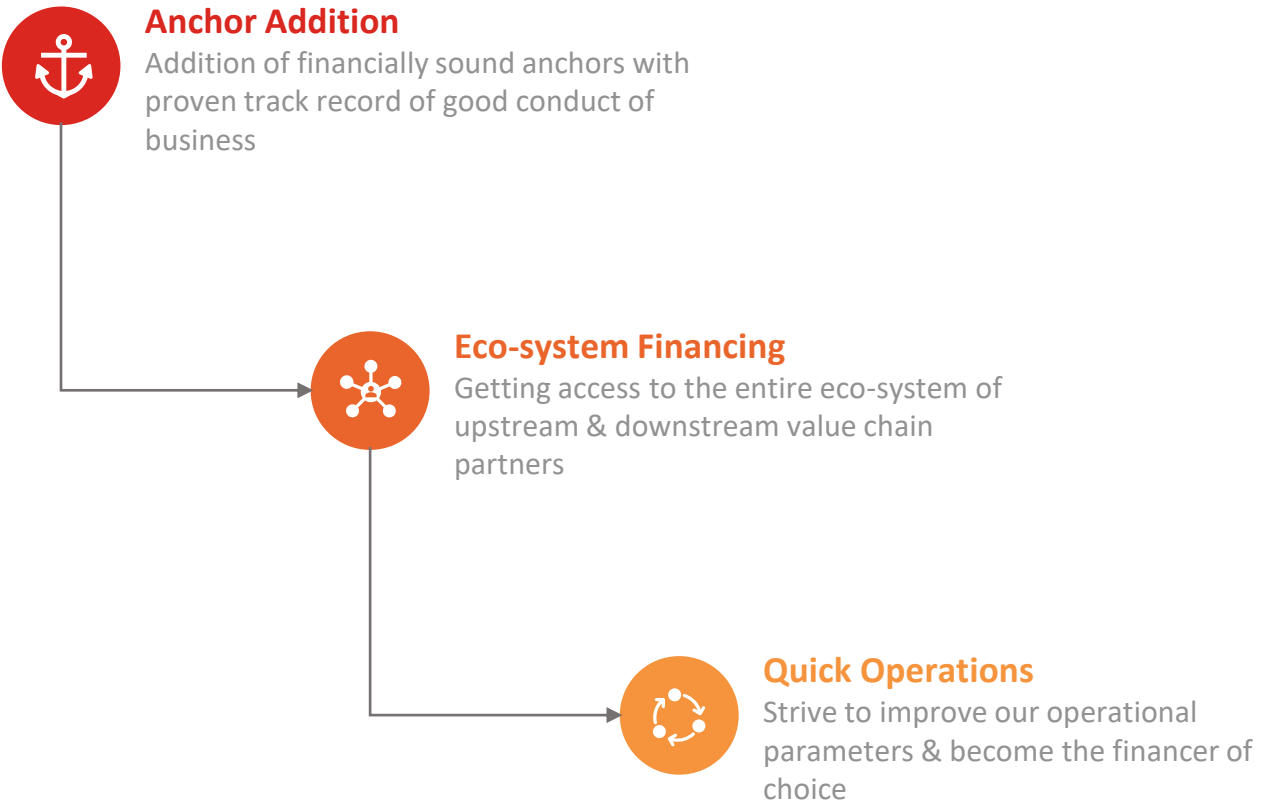 Anchor Addition
Addition of financially sound anchors with
proven track record of good conduct of
business
Eco-system Financing
Getting access to the entire eco-system of
upstream & downstream value chain
partners
Quick Operations
Strive to improve our operational
parameters & become the financer of
choice